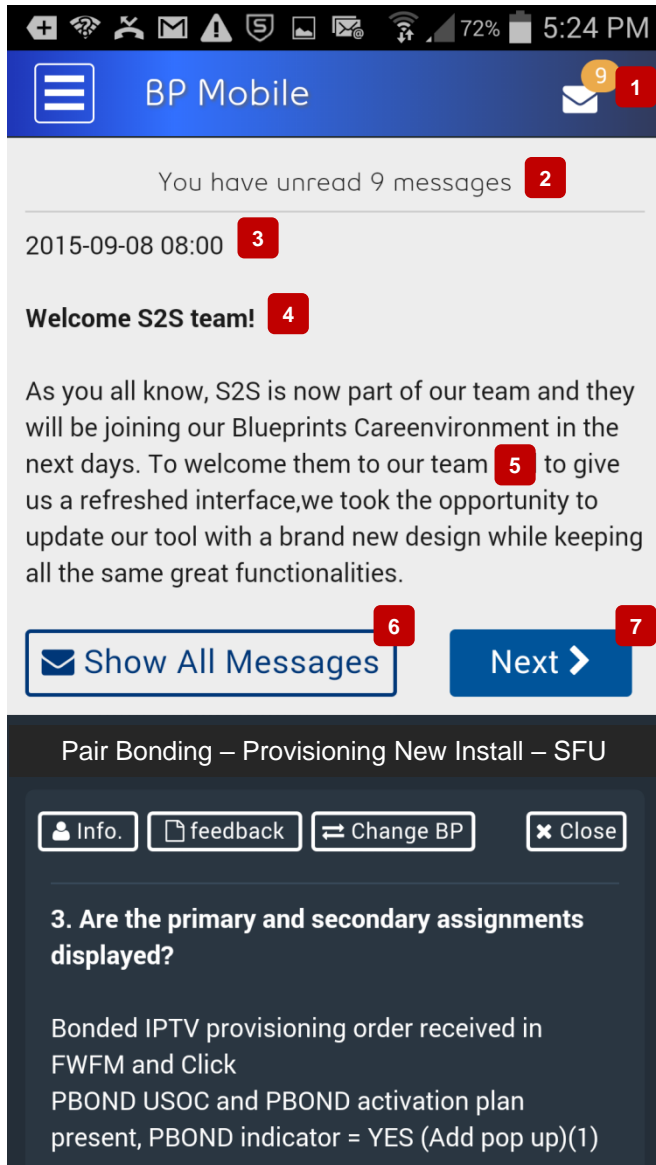 72% 5:24 PM
BP Mobile 9 1
You have unread 9 messages 2
2015-09-08 08:00 3
Welcome S2S team! 4
As you all know, S2S is now part of our team and they
will be joining our Blueprints Careenvironment in the
next days. To welcome them to our team 5 to give
us a refreshed interface,we took the opportunity to
update our tool with a brand new design while keeping
all the same great functionalities.
6 7
Show All Messages Next
Pair Bonding – Provisioning New Install – SFU
Info. feedback Change BP Close
3. Are the primary and secondary assignments
displayed?
Bonded IPTV provisioning order received in
FWFM and Click
PBOND USOC and PBOND activation plan
present, PBOND indicator = YES (Add pop up)(1)